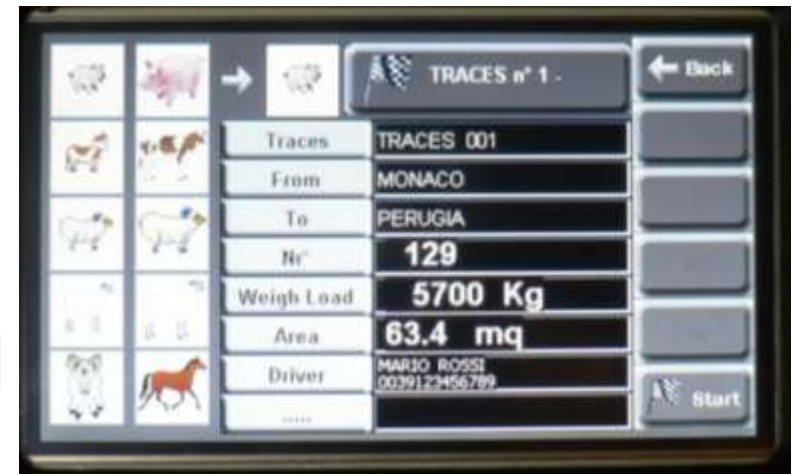 TRACES n° 1 -
Back
Traces
TRACES 001
From
MONACO
To
PERUGIA
Nr°
129
Weigh Load
5700 Kg
Area
63.4 mq
Driver
MARIO ROSSI
0039123456789
.....
Start